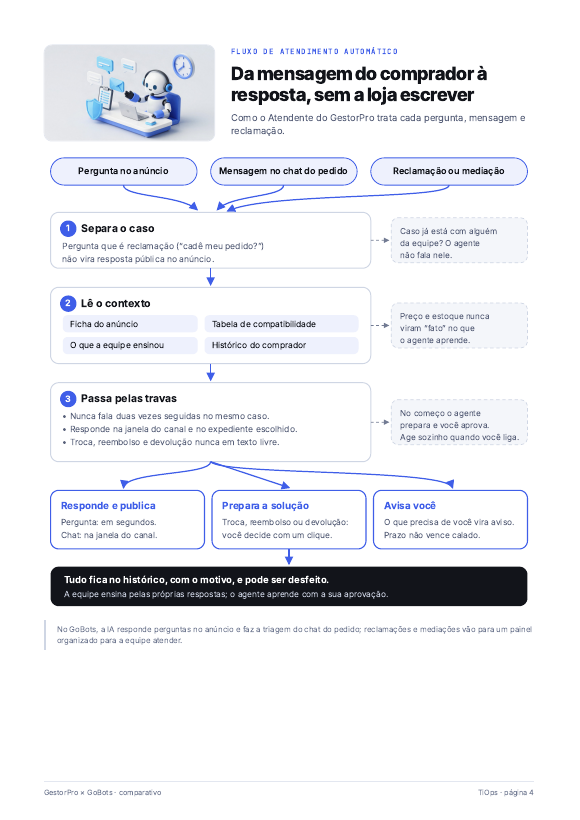 FLUXO DE ATENDIMENTO AUTOMÁTICO
Da mensagem do comprador à
resposta, sem a loja escrever
Como o Atendente do GestorPro trata cada pergunta, mensagem e
reclamação.
Pergunta no anúncio
Mensagem no chat do pedido
Reclamação ou mediação
1 Separa o caso
Pergunta que é reclamação (“cadê meu pedido?”)
não vira resposta pública no anúncio.
Caso já está com alguém
da equipe? O agente
não fala nele.
2 Lê o contexto
Ficha do anúncio
Tabela de compatibilidade
O que a equipe ensinou
Histórico do comprador
Preço e estoque nunca
viram “fato” no que
o agente aprende.
3 Passa pelas travas
• Nunca fala duas vezes seguidas no mesmo caso.
• Responde na janela do canal e no expediente escolhido.
• Troca, reembolso e devolução nunca em texto livre.
No começo o agente
prepara e você aprova.
Age sozinho quando você liga.
Responde e publica
Pergunta: em segundos.
Chat: na janela do canal.
Prepara a solução
Troca, reembolso ou devolução:
você decide com um clique.
Avisa você
O que precisa de você vira aviso.
Prazo não vence calado.
Tudo fica no histórico, com o motivo, e pode ser desfeito.
A equipe ensina pelas próprias respostas; o agente aprende com a sua aprovação.
No GoBots, a IA responde perguntas no anúncio e faz a triagem do chat do pedido; reclamações e mediações vão para um painel
organizado para a equipe atender.
GestorPro × GoBots · comparativo
TiOps · página 4